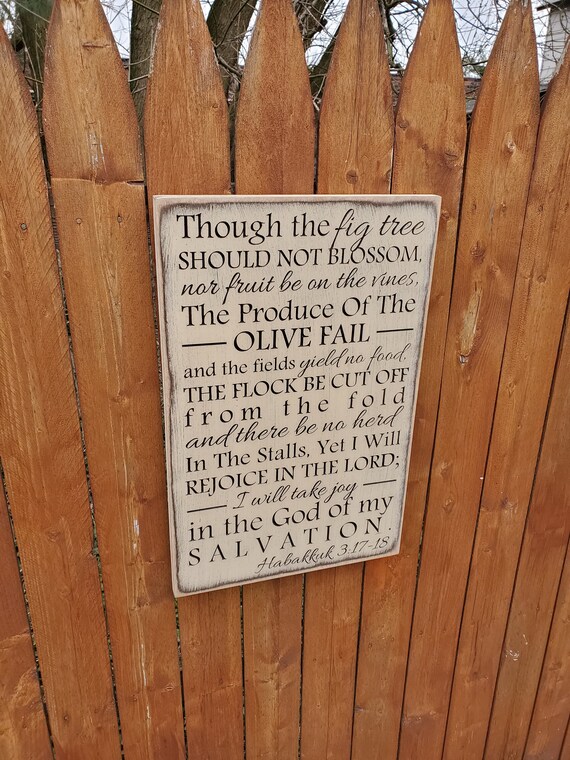 Though the fig tree
SHOULD NOT BLOSSOM,
nor fruit be on the vines,
The Produce Of The
OLIVE FAIL
and the fields yield no food,
THE FLOCK BE CUT OFF
from the fold
and there be no herd
In The Stalls, Yet I Will
REJOICE IN THE LORD;
I will take joy
in the God of my
SALVATION.
Habakkuk 3:17-18